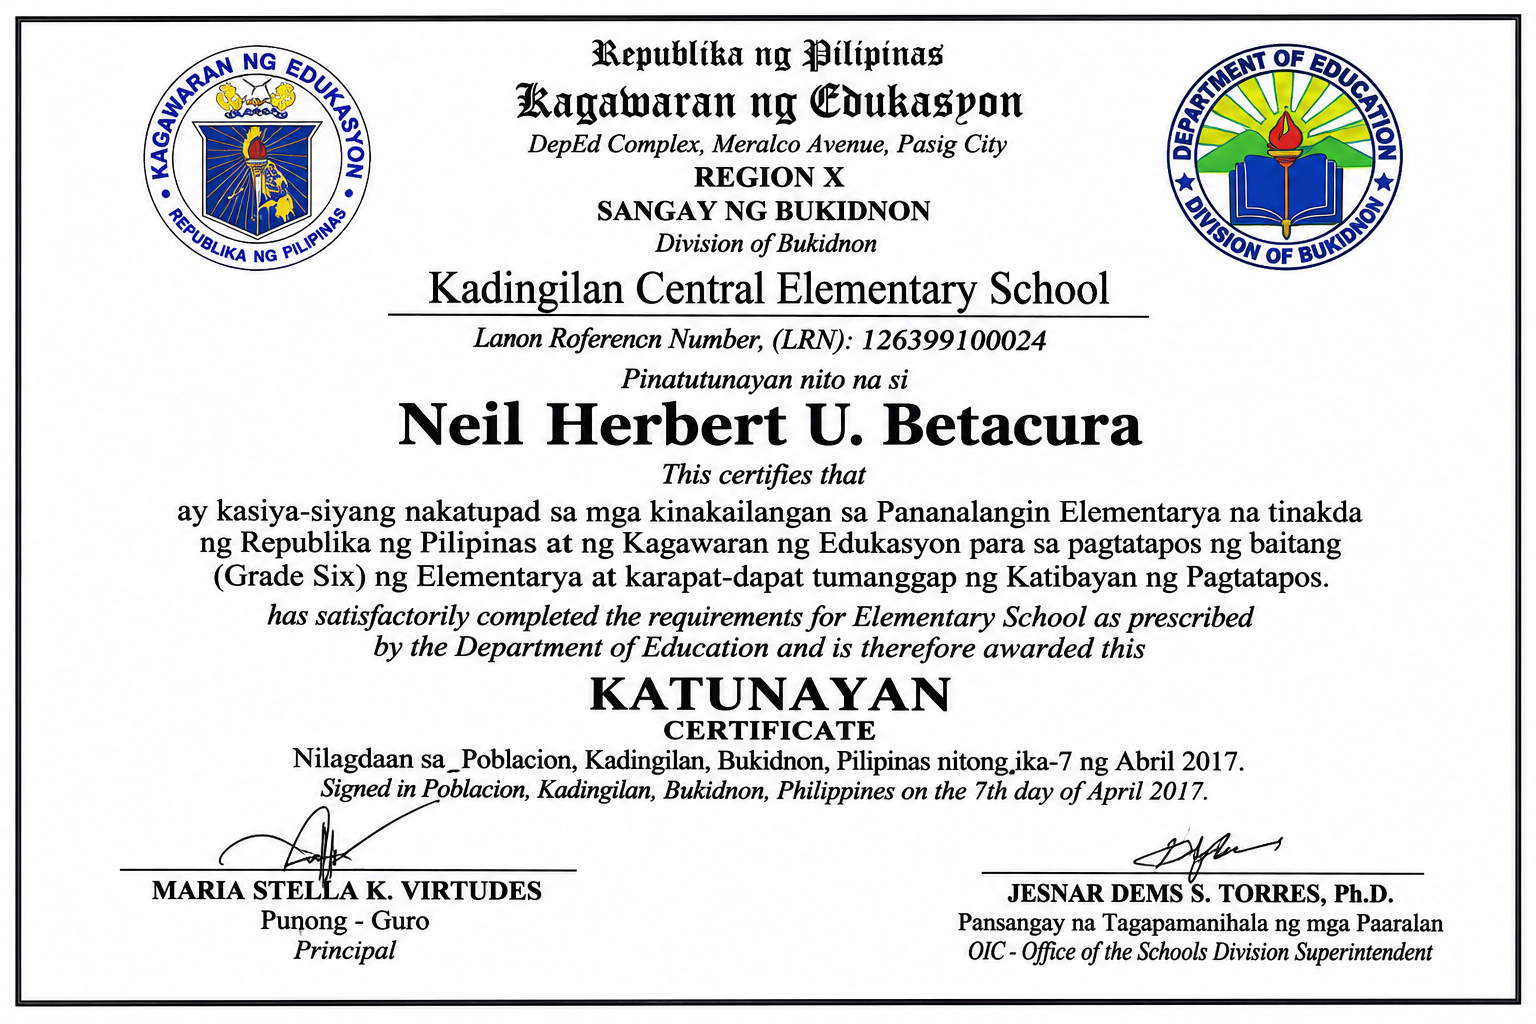 KAGAWARAN NG EDUKASYON
REPUBLIKA NG PILIPINAS
Republika ng Pilipinas
Kagawaran ng Edukasyon
DepEd Complex, Meralco Avenue, Pasig City
REGION X
SANGAY NG BUKIDNON
Division of Bukidnon
DEPARTMENT OF EDUCATION
DIVISION OF BUKIDNON
Kadingilan Central Elementary School
Lanon Roferencn Number, (LRN): 126399100024
Pinatutunayan nito na si
Neil Herbert U. Betacura
This certifies that
ay kasiya-siyang nakatupad sa mga kinakailangan sa Pananalangin Elementarya na tinakda
ng Republika ng Pilipinas at ng Kagawaran ng Edukasyon para sa pagtatapos ng baitang
(Grade Six) ng Elementarya at karapat-dapat tumanggap ng Katibayan ng Pagtatapos.
has satisfactorily completed the requirements for Elementary School as prescribed
by the Department of Education and is therefore awarded this
KATUNAYAN
CERTIFICATE
Nilagdaan sa_Poblacion, Kadingilan, Bukidnon, Pilipinas nitong.ika-7 ng Abril 2017.
Signed in Poblacion, Kadingilan, Bukidnon, Philippines on the 7th day of April 2017.
MARIA STELLA K. VIRTUDES
Punong - Guro
Principal
JESNAR DEMS S. TORRES, Ph.D.
Pansangay na Tagapamanihala ng mga Paaralan
OIC - Office of the Schools Division Superintendent